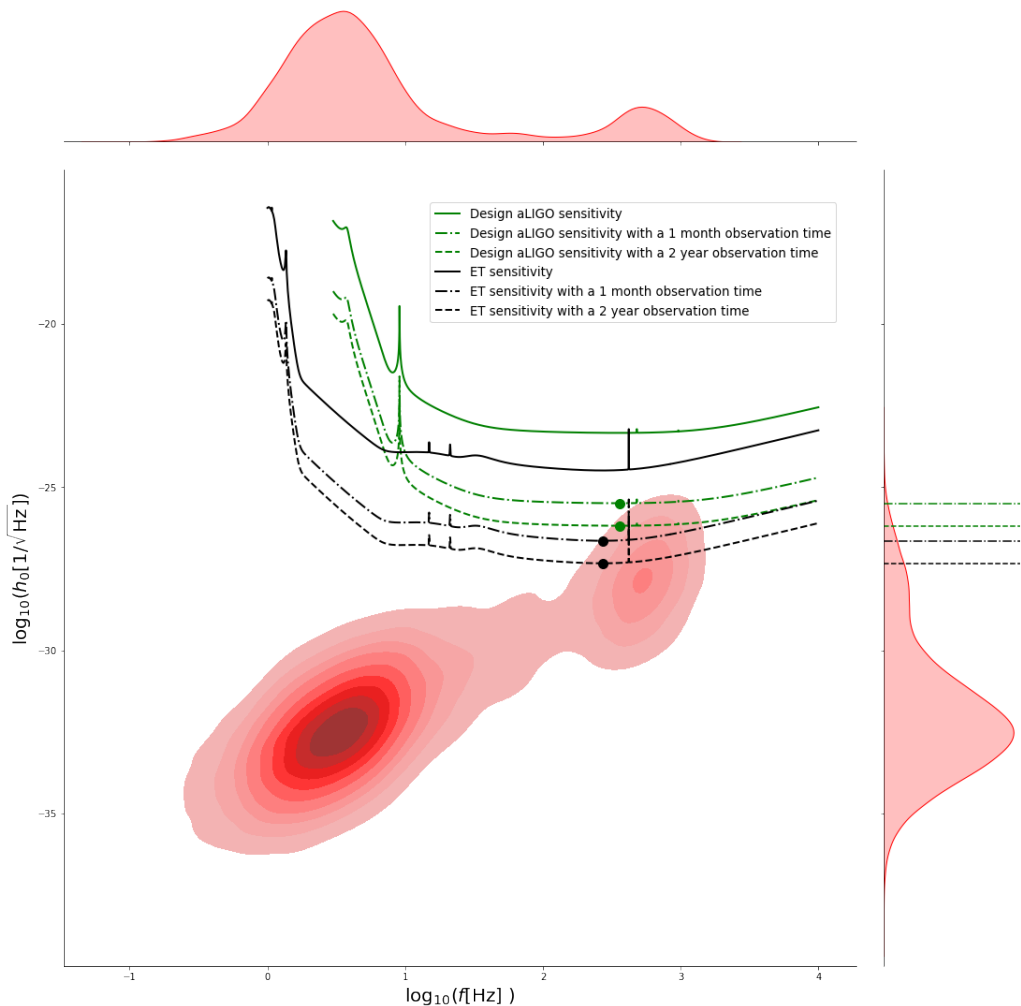 Design aLIGO sensitivity
Design aLIGO sensitivity with a 1 month observation time
Design aLIGO sensitivity with a 2 year observation time
ET sensitivity
ET sensitivity with a 1 month observation time
ET sensitivity with a 2 year observation time
−20
−25
−30
−35
log₁₀(h₀[1/√Hz])
−1 0 1 2 3 4
log₁₀(f[Hz] )